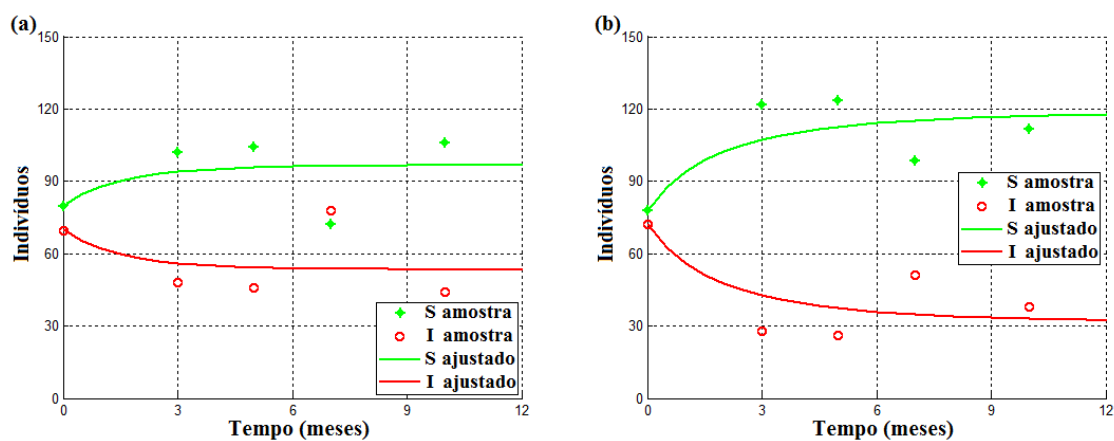 (a)
150
120
90
60
30
0
Indivíduos
0 3 6 9 12
Tempo (meses)
S amostra
I amostra
S ajustado
I ajustado
(b)
150
120
90
60
30
0
Indivíduos
0 3 6 9 12
Tempo (meses)
S amostra
I amostra
S ajustado
I ajustado